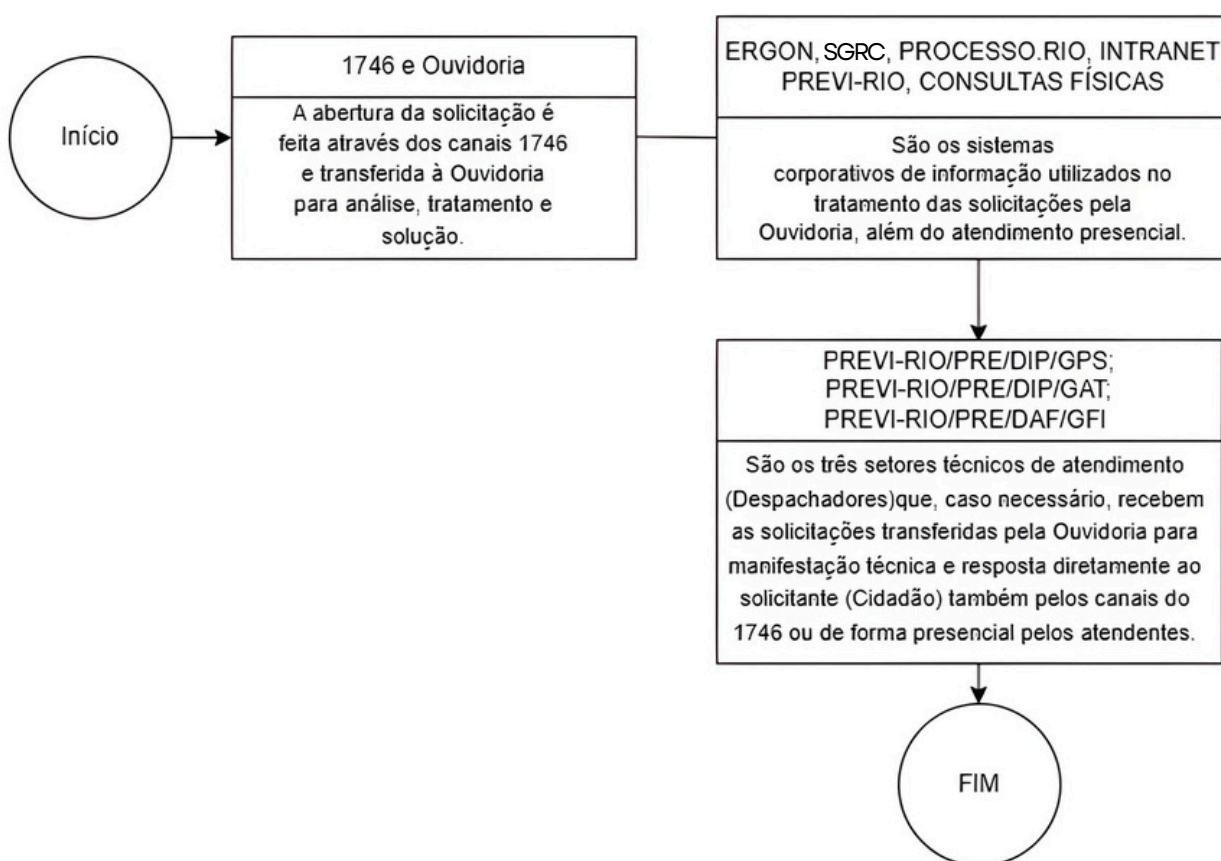 Início
1746 e Ouvidoria
A abertura da solicitação é
feita através dos canais 1746
e transferida à Ouvidoria
para análise, tratamento e
solução.
ERGON, SGRC, PROCESSO.RIO, INTRANET
PREVI-RIO, CONSULTAS FÍSICAS
São os sistemas
corporativos de informação utilizados no
tratamento das solicitações pela
Ouvidoria, além do atendimento presencial.
PREVI-RIO/PRE/DIP/GPS;
PREVI-RIO/PRE/DIP/GAT;
PREVI-RIO/PRE/DAF/GFI
São os três setores técnicos de atendimento
(Despachadores)que, caso necessário, recebem
as solicitações transferidas pela Ouvidoria para
manifestação técnica e resposta diretamente ao
solicitante (Cidadão) também pelos canais do
1746 ou de forma presencial pelos atendentes.
FIM